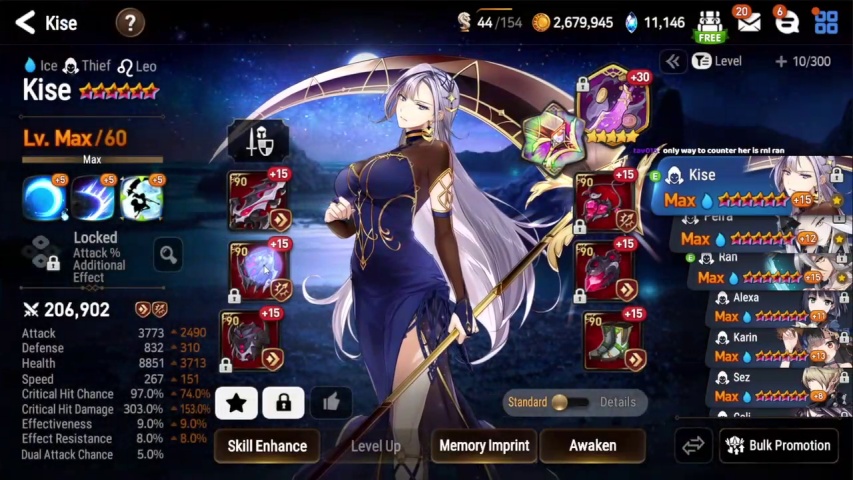 Kise ? 44/154 2,679,945 11,146 FREE 20 6
Ice Thief Leo
Kise
Lv. Max/60
Max
+5 +5 +5
Locked
Attack %
Additional
Effect
206,902
Attack 3773 2490
Defense 832 310
Health 8851 3713
Speed 267 151
Critical Hit Chance 97.0% 74.0%
Critical Hit Damage 303.0% 153.0%
Effectiveness 9.0% 9.0%
Effect Resistance 8.0% 8.0%
Dual Attack Chance 5.0%
90 +15
90 +15
90 +15
+30
90 +15
90 +15
90 +15
Standard Details
Skill Enhance Level Up Memory Imprint Awaken
Level + 10/300
only way to counter her is rnl ran
E Kise
Max +15
Peira
Max +12
E Ran
Max +15
Alexa
Max +11
Karin
Max +13
Sez
Max +8
Bulk Promotion